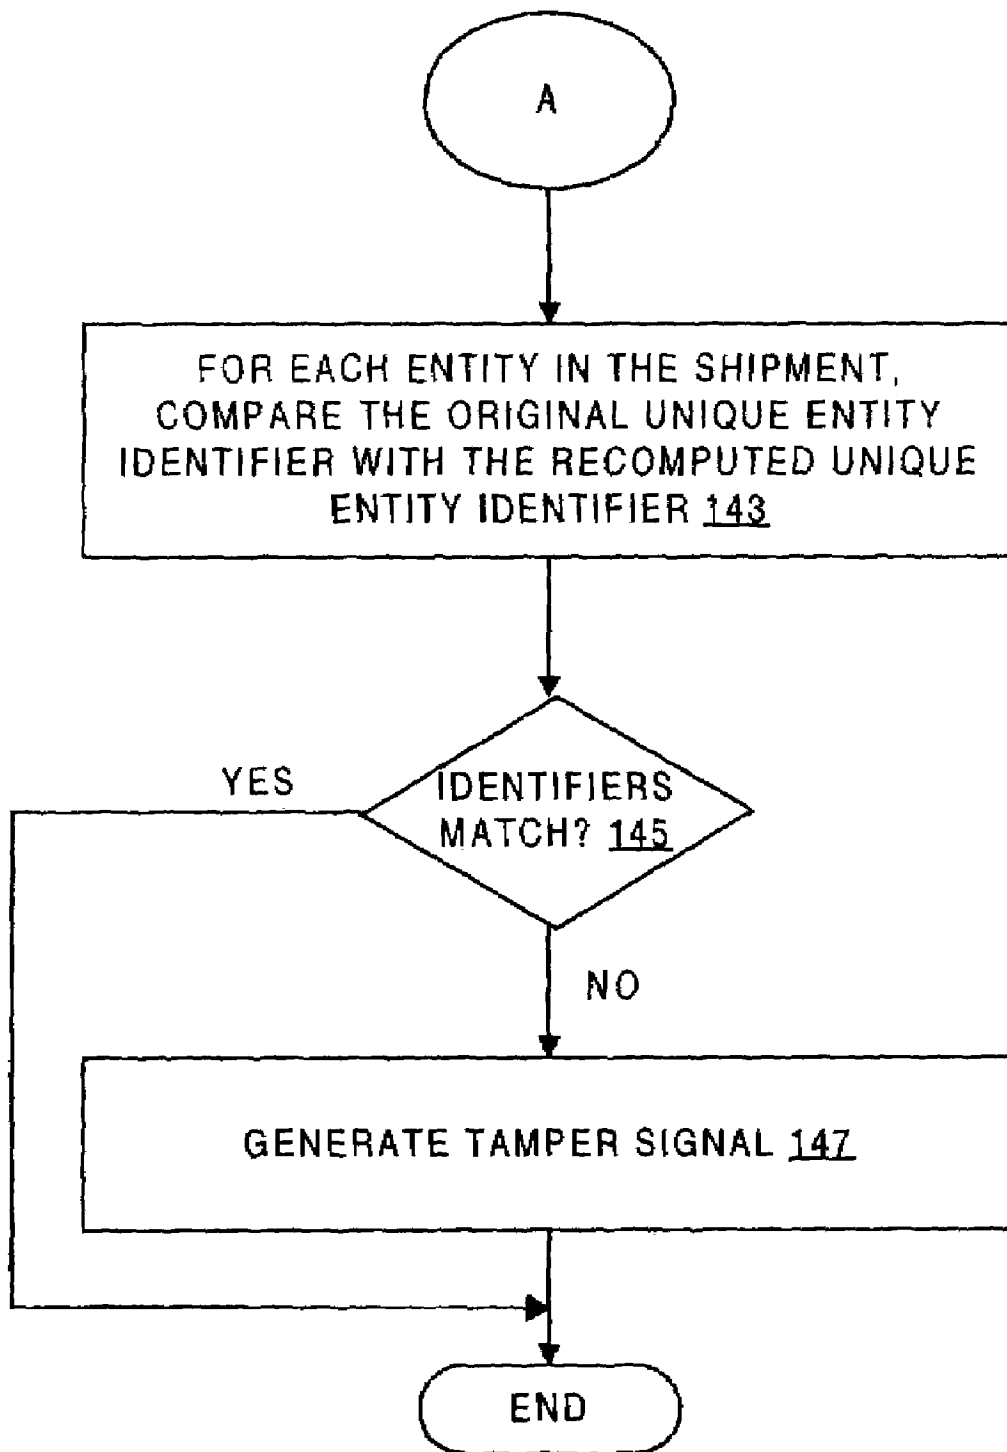 A
FOR EACH ENTITY IN THE SHIPMENT,
COMPARE THE ORIGINAL UNIQUE ENTITY
IDENTIFIER WITH THE RECOMPUTED UNIQUE
ENTITY IDENTIFIER 143
YES
IDENTIFIERS
MATCH? 145
NO
GENERATE TAMPER SIGNAL 147
END